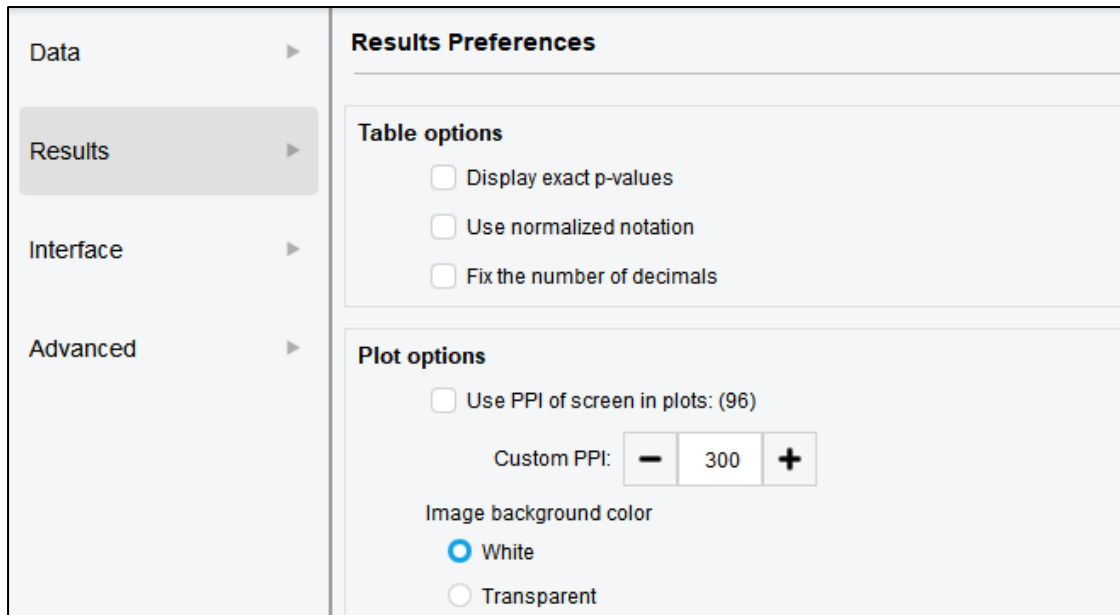 Data
Results
Interface
Advanced
Results Preferences
Table options
Display exact p-values
Use normalized notation
Fix the number of decimals
Plot options
Use PPI of screen in plots: (96)
Custom PPI: − 300 +
Image background color
White
Transparent